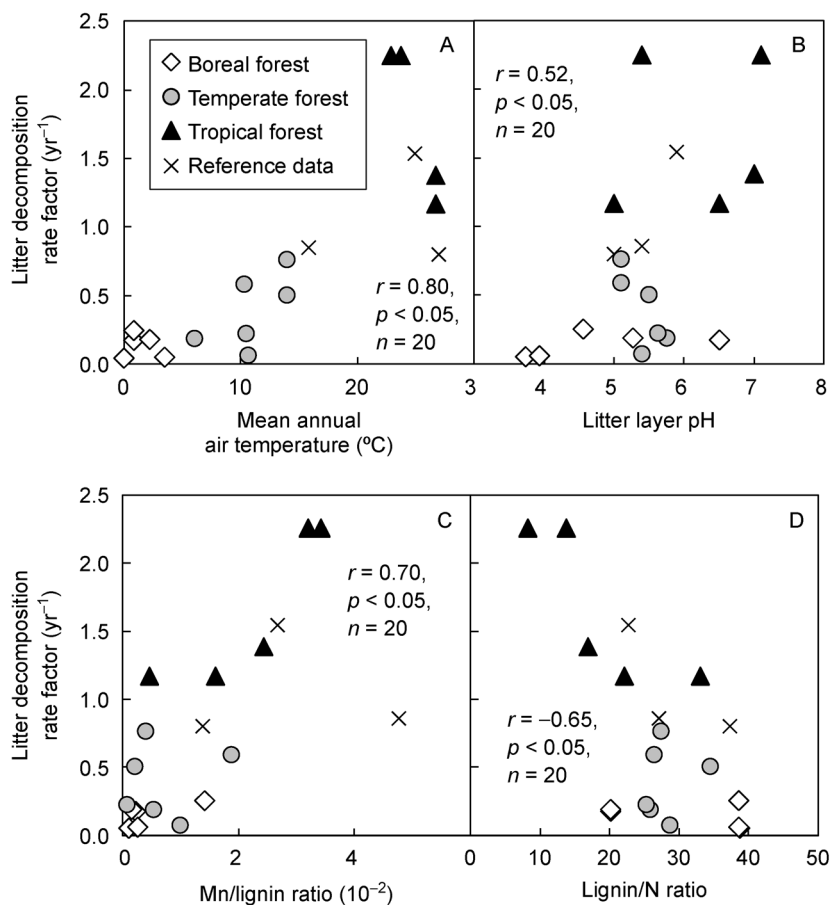 2.5
2.0
1.5
1.0
0.5
0.0
Litter decomposition
rate factor (yr⁻¹)
Boreal forest
Temperate forest
Tropical forest
Reference data
A
r = 0.80,
p < 0.05,
n = 20
0 10 20 3
Mean annual
air temperature (ºC)
B
r = 0.52,
p < 0.05,
n = 20
4 5 6 7 8
Litter layer pH
2.5
2.0
1.5
1.0
0.5
0.0
Litter decomposition
rate factor (yr⁻¹)
C
r = 0.70,
p < 0.05,
n = 20
0 2 4
Mn/lignin ratio (10⁻²)
D
r = −0.65,
p < 0.05,
n = 20
0 10 20 30 40 50
Lignin/N ratio